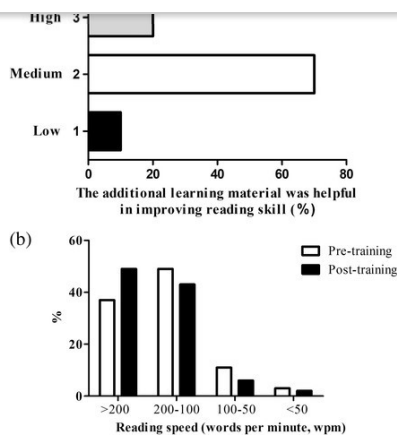 High 3
Medium 2
Low 1
0 20 40 60 80
The additional learning material was helpful
in improving reading skill (%)
(b)
60
Pre-training
Post-training
40
%
20
0
>200 200-100 100-50 <50
Reading speed (words per minute, wpm)